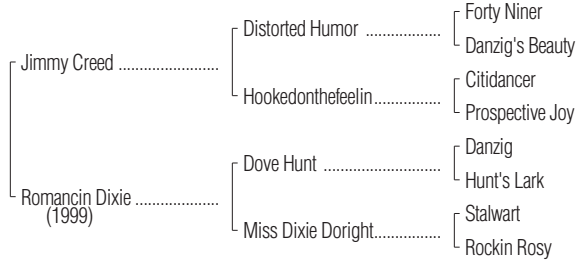 Forty Niner
Distorted Humor ..................
Danzig's Beauty
Jimmy Creed ........................
Citidancer
Hookedonthefeelin................
Prospective Joy
Danzig
Dove Hunt ............................
Hunt's Lark
Romancin Dixie ....................
(1999)
Stalwart
Miss Dixie Doright................
Rockin Rosy